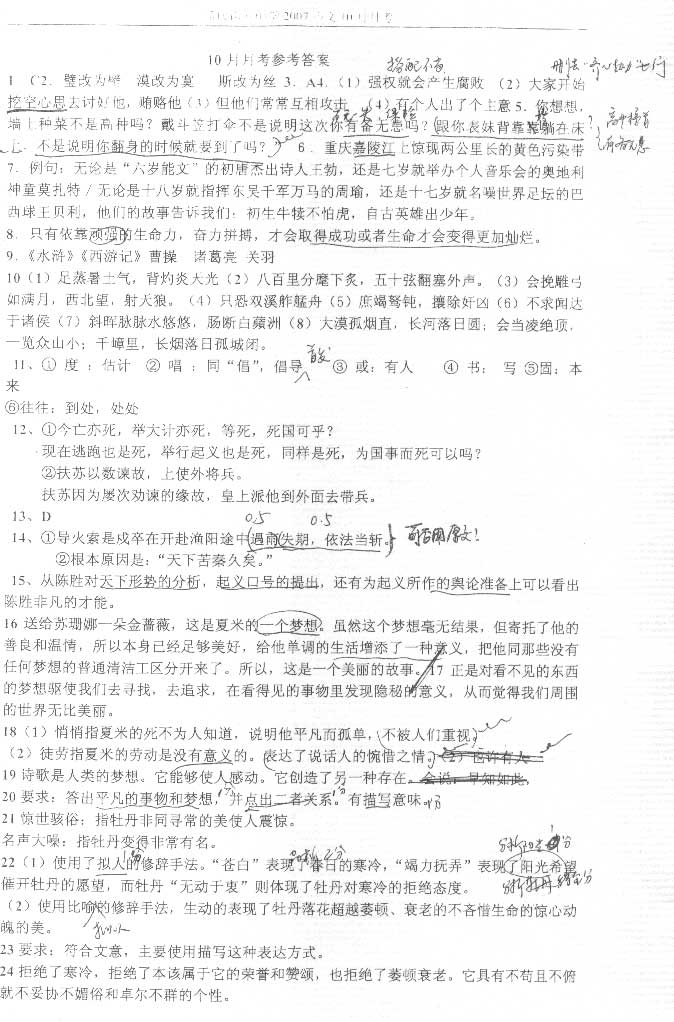 10月月考参考答案
1 C2．壁改为璧 漠改为寞 斯改为丝 3．A4.（1）强权就会产生腐败 （2）大家开始
挖空心思去讨好他，贿赂他（3）但他们常常互相攻击 （4）有个人出了个主意 5．你想想，
墙上种菜不是高种吗？戴斗笠打伞不是说明这次你有备无患吗？跟你表妹背靠靠躺在床
上，不是说明你翻身的时候就要到了吗？ 6．重庆嘉陵江上惊现两公里长的黄色污染带
7．例句：无论是“六岁能文”的初唐杰出诗人王勃，还是七岁就举办个人音乐会的奥地利
神童莫扎特／无论是十八岁就指挥东吴千军万马的周瑜，还是十七岁就名噪世界足坛的巴
西球王贝利，他们的故事告诉我们：初生牛犊不怕虎，自古英雄出少年。
8．只有依靠顽强的生命力，奋力拼搏，才会取得成功或者生命才会变得更加灿烂。
9．《水浒》《西游记》曹操 诸葛亮 关羽
10（1）足蒸暑土气，背灼炎天光（2）八百里分麾下炙，五十弦翻塞外声。（3）会挽雕弓
如满月，西北望，射天狼。（4）只恐双溪舴艋舟（5）庶竭驽钝，攘除奸凶（6）不求闻达
于诸侯（7）斜晖脉脉水悠悠，肠断白蘋洲（8）大漠孤烟直，长河落日圆；会当凌绝顶，
一览众山小；千嶂里，长烟落日孤城闭。
11、① 度 ：估计 ② 唱 ：同“倡”，倡导 ③ 或：有人 ④ 书： 写 ⑤固：本
来
⑥往往：到处，处处
12、①今亡亦死，举大计亦死，等死，死国可乎？
现在逃跑也是死，举行起义也是死，同样是死，为国事而死可以吗？
②扶苏以数谏故，上使外将兵。
扶苏因为屡次劝谏的缘故，皇上派他到外面去带兵。
13、D
0.5 0.5
14、①导火索是戍卒在开赴渔阳途中遇雨失期，依法当斩。 可否用原文！
②根本原因是：“天下苦秦久矣。”
15、从陈胜对天下形势的分析，起义口号的提出，还有为起义所作的舆论准备上可以看出
陈胜非凡的才能。
16 送给苏珊娜一朵金蔷薇，这是夏米的一个梦想。虽然这个梦想毫无结果，但寄托了他的
善良和温情，所以本身已经足够美好，给他单调的生活增添了一种意义，把他同那些没有
任何梦想的普通清洁工区分开来了。所以，这是一个美丽的故事。17 正是对看不见的东西
的梦想驱使我们去寻找，去追求，在看得见的事物里发现隐秘的意义，从而觉得我们周围
的世界无比美丽。
18（1）悄悄指夏米的死不为人知道，说明他平凡而孤单，不被人们重视。
（2）徒劳指夏米的劳动是没有意义的。表达了说话人的惋惜之情。（2）也许有人
19 诗歌是人类的梦想。它能够使人感动。它创造了另一种存在。会说：早知如此，
20 要求：答出平凡的事物和梦想，并点出二者关系。有描写意味
21 惊世骇俗：指牡丹非同寻常的美使人震惊。
名声大噪：指牡丹变得非常有名。
22（1）使用了拟人的修辞手法。“苍白”表现了春日的寒冷，“竭力抚弄”表现了阳光希望
催开牡丹的愿望，而牡丹“无动于衷”则体现了牡丹对寒冷的拒绝态度。
（2）使用比喻的修辞手法，生动的表现了牡丹落花超越萎顿、衰老的不吝惜生命的惊心动
魄的美。
23 要求：符合文意，主要使用描写这种表达方式。
24 拒绝了寒冷，拒绝了本该属于它的荣誉和赞颂，也拒绝了萎顿衰老。它具有不苟且不俯
就不妥协不媚俗和卓尔不群的个性。